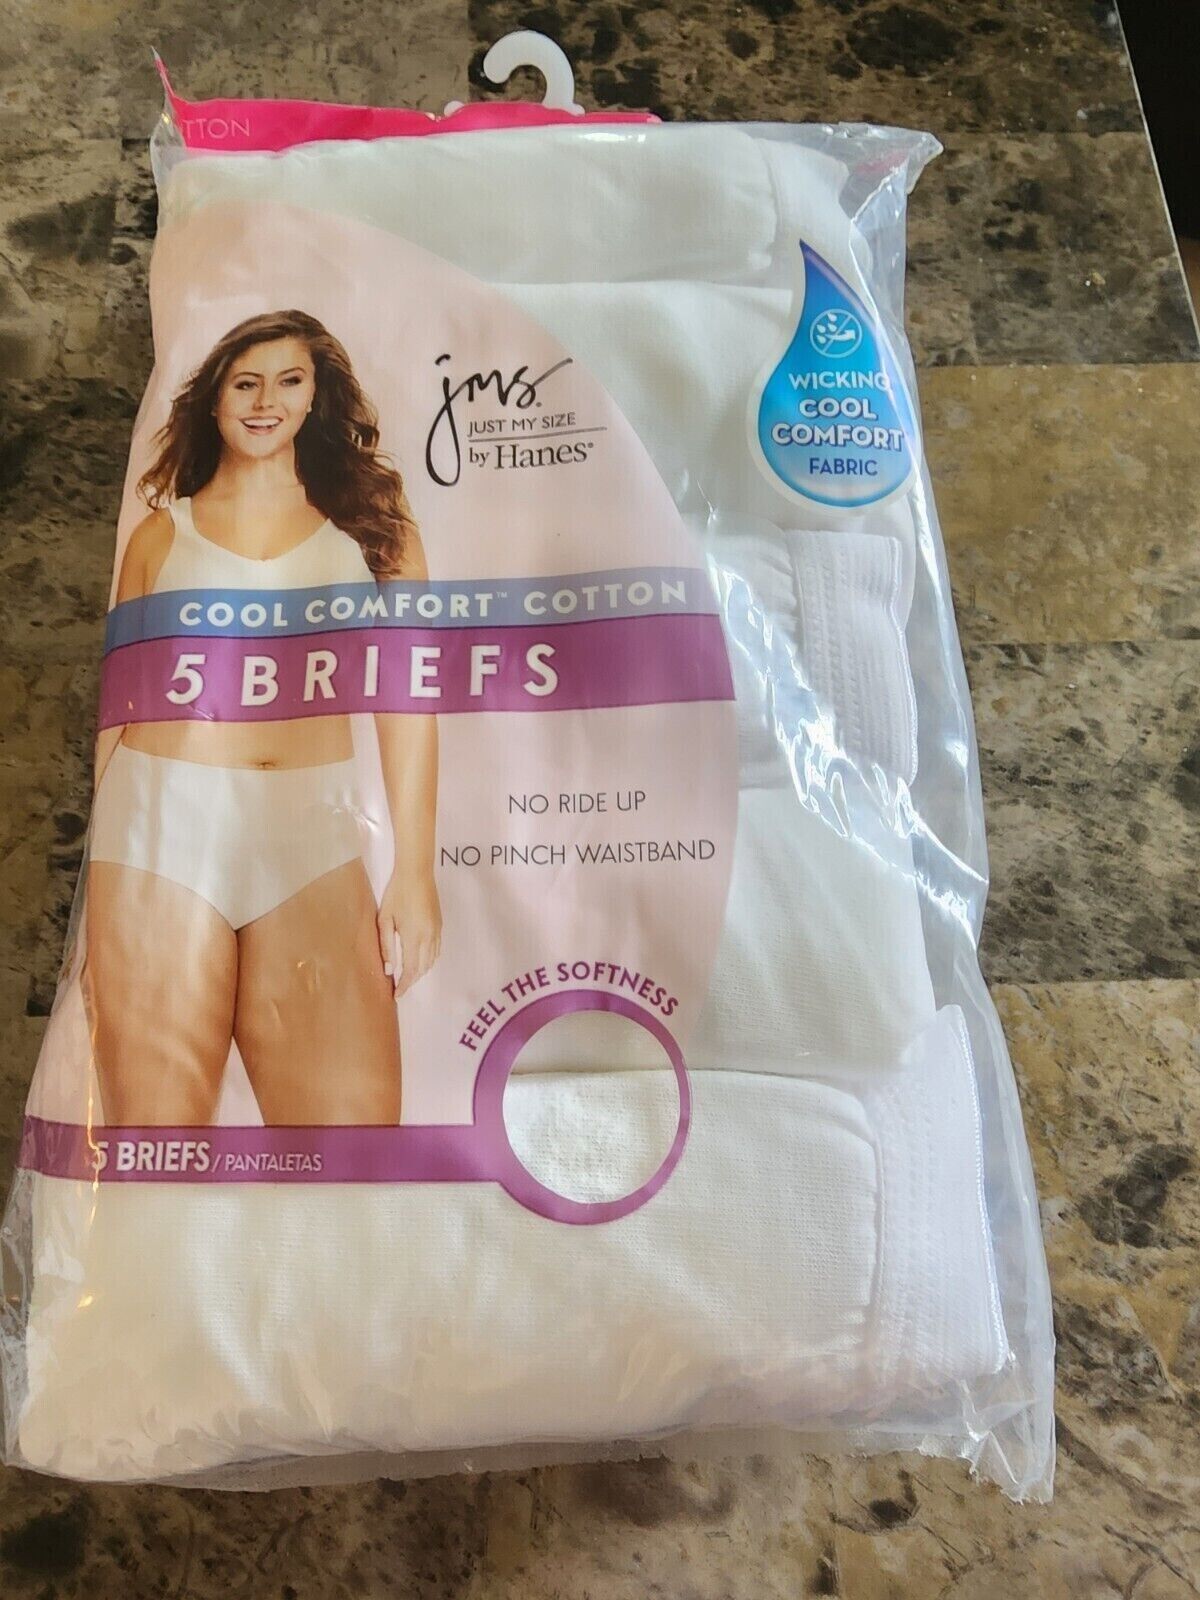 TTON
jms.
JUST MY SIZE
by Hanes®
WICKING
COOL
COMFORT
FABRIC
COOL COMFORT™ COTTON
5 BRIEFS
NO RIDE UP
NO PINCH WAISTBAND
FEEL THE SOFTNESS
5 BRIEFS / PANTALETAS